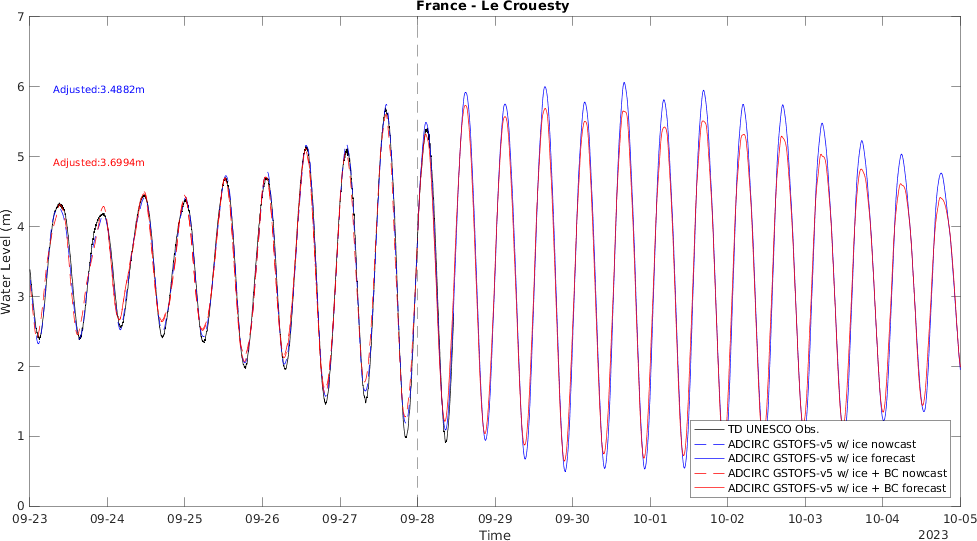 France - Le Crouesty
7
6
5
4
3
2
1
0
Water Level (m)
Adjusted:3.4882m
Adjusted:3.6994m
TD UNESCO Obs.
ADCIRC GSTOFS-v5 w/ ice nowcast
ADCIRC GSTOFS-v5 w/ ice forecast
ADCIRC GSTOFS-v5 w/ ice + BC nowcast
ADCIRC GSTOFS-v5 w/ ice + BC forecast
09-23 09-24 09-25 09-26 09-27 09-28 09-29 09-30 10-01 10-02 10-03 10-04 10-05
Time
2023